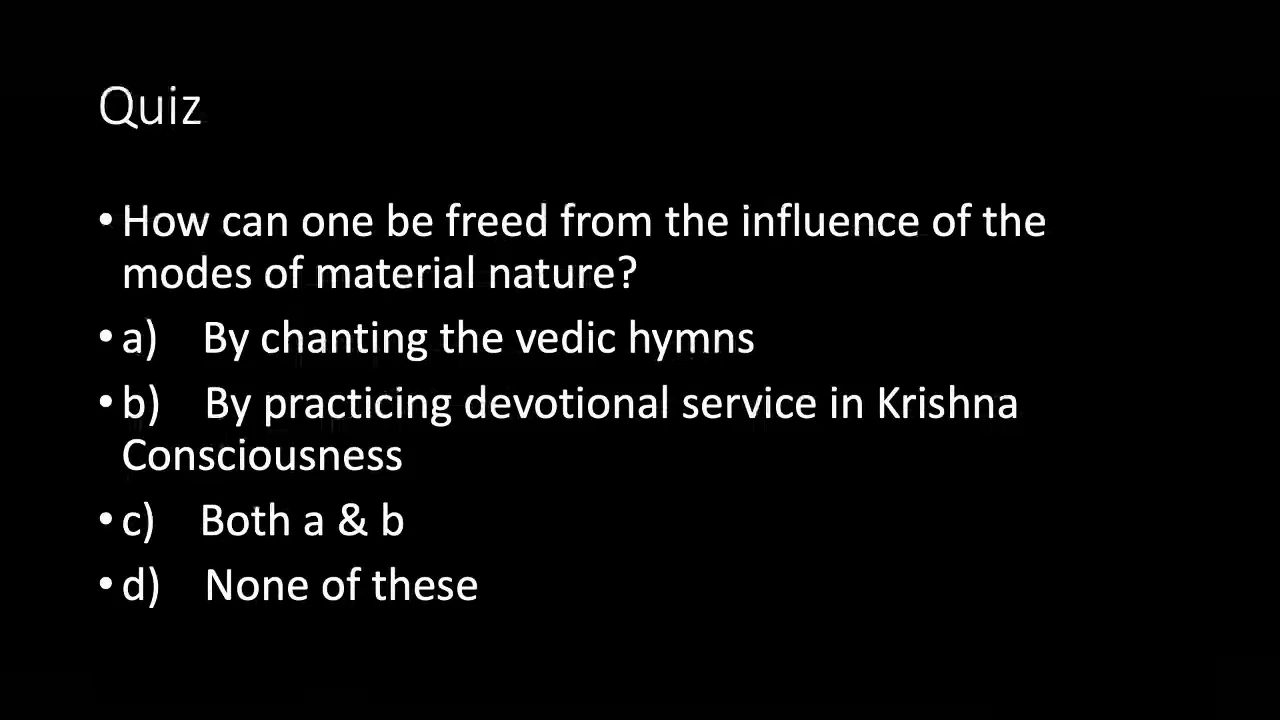 Quiz
• How can one be freed from the influence of the
modes of material nature?
• a) By chanting the vedic hymns
• b) By practicing devotional service in Krishna
Consciousness
• c) Both a & b
• d) None of these